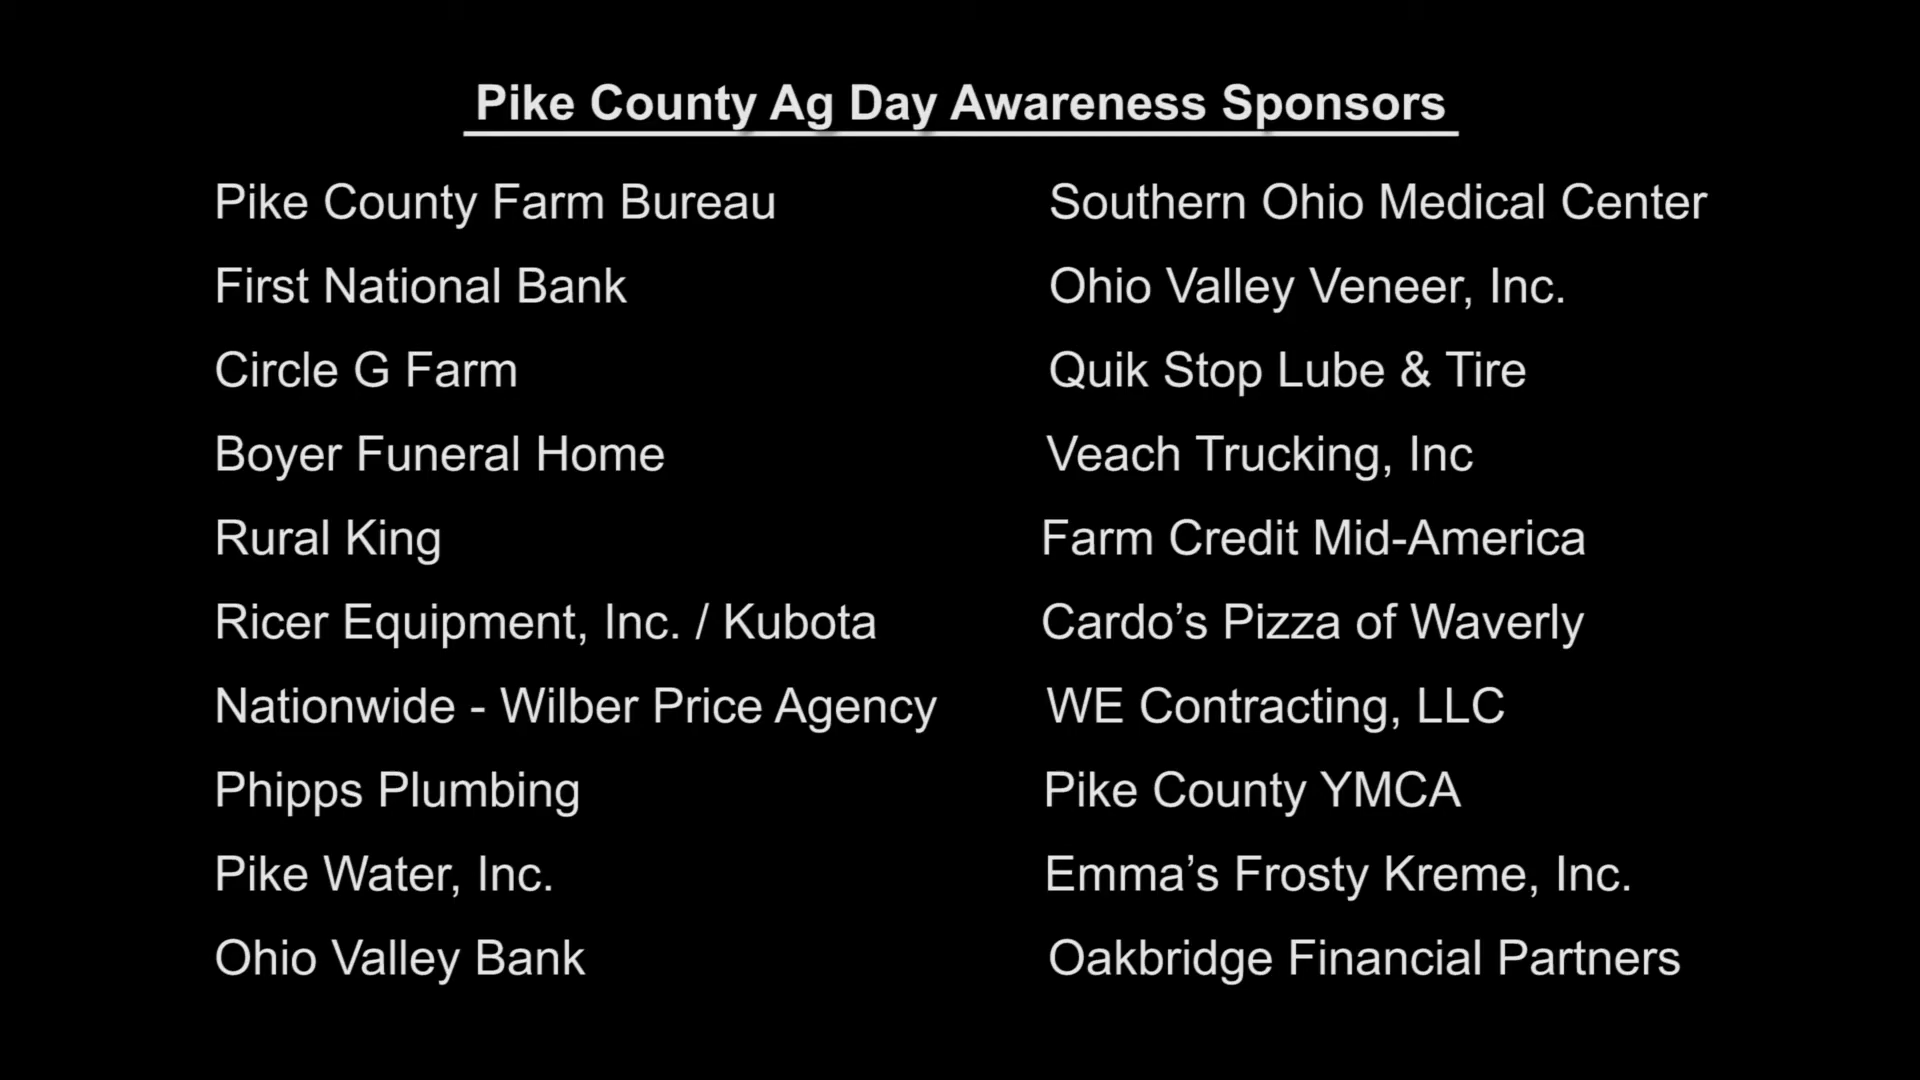 Pike County Ag Day Awareness Sponsors
Pike County Farm Bureau
First National Bank
Circle G Farm
Boyer Funeral Home
Rural King
Ricer Equipment, Inc. / Kubota
Nationwide - Wilber Price Agency
Phipps Plumbing
Pike Water, Inc.
Ohio Valley Bank
Southern Ohio Medical Center
Ohio Valley Veneer, Inc.
Quik Stop Lube & Tire
Veach Trucking, Inc
Farm Credit Mid-America
Cardo’s Pizza of Waverly
WE Contracting, LLC
Pike County YMCA
Emma’s Frosty Kreme, Inc.
Oakbridge Financial Partners